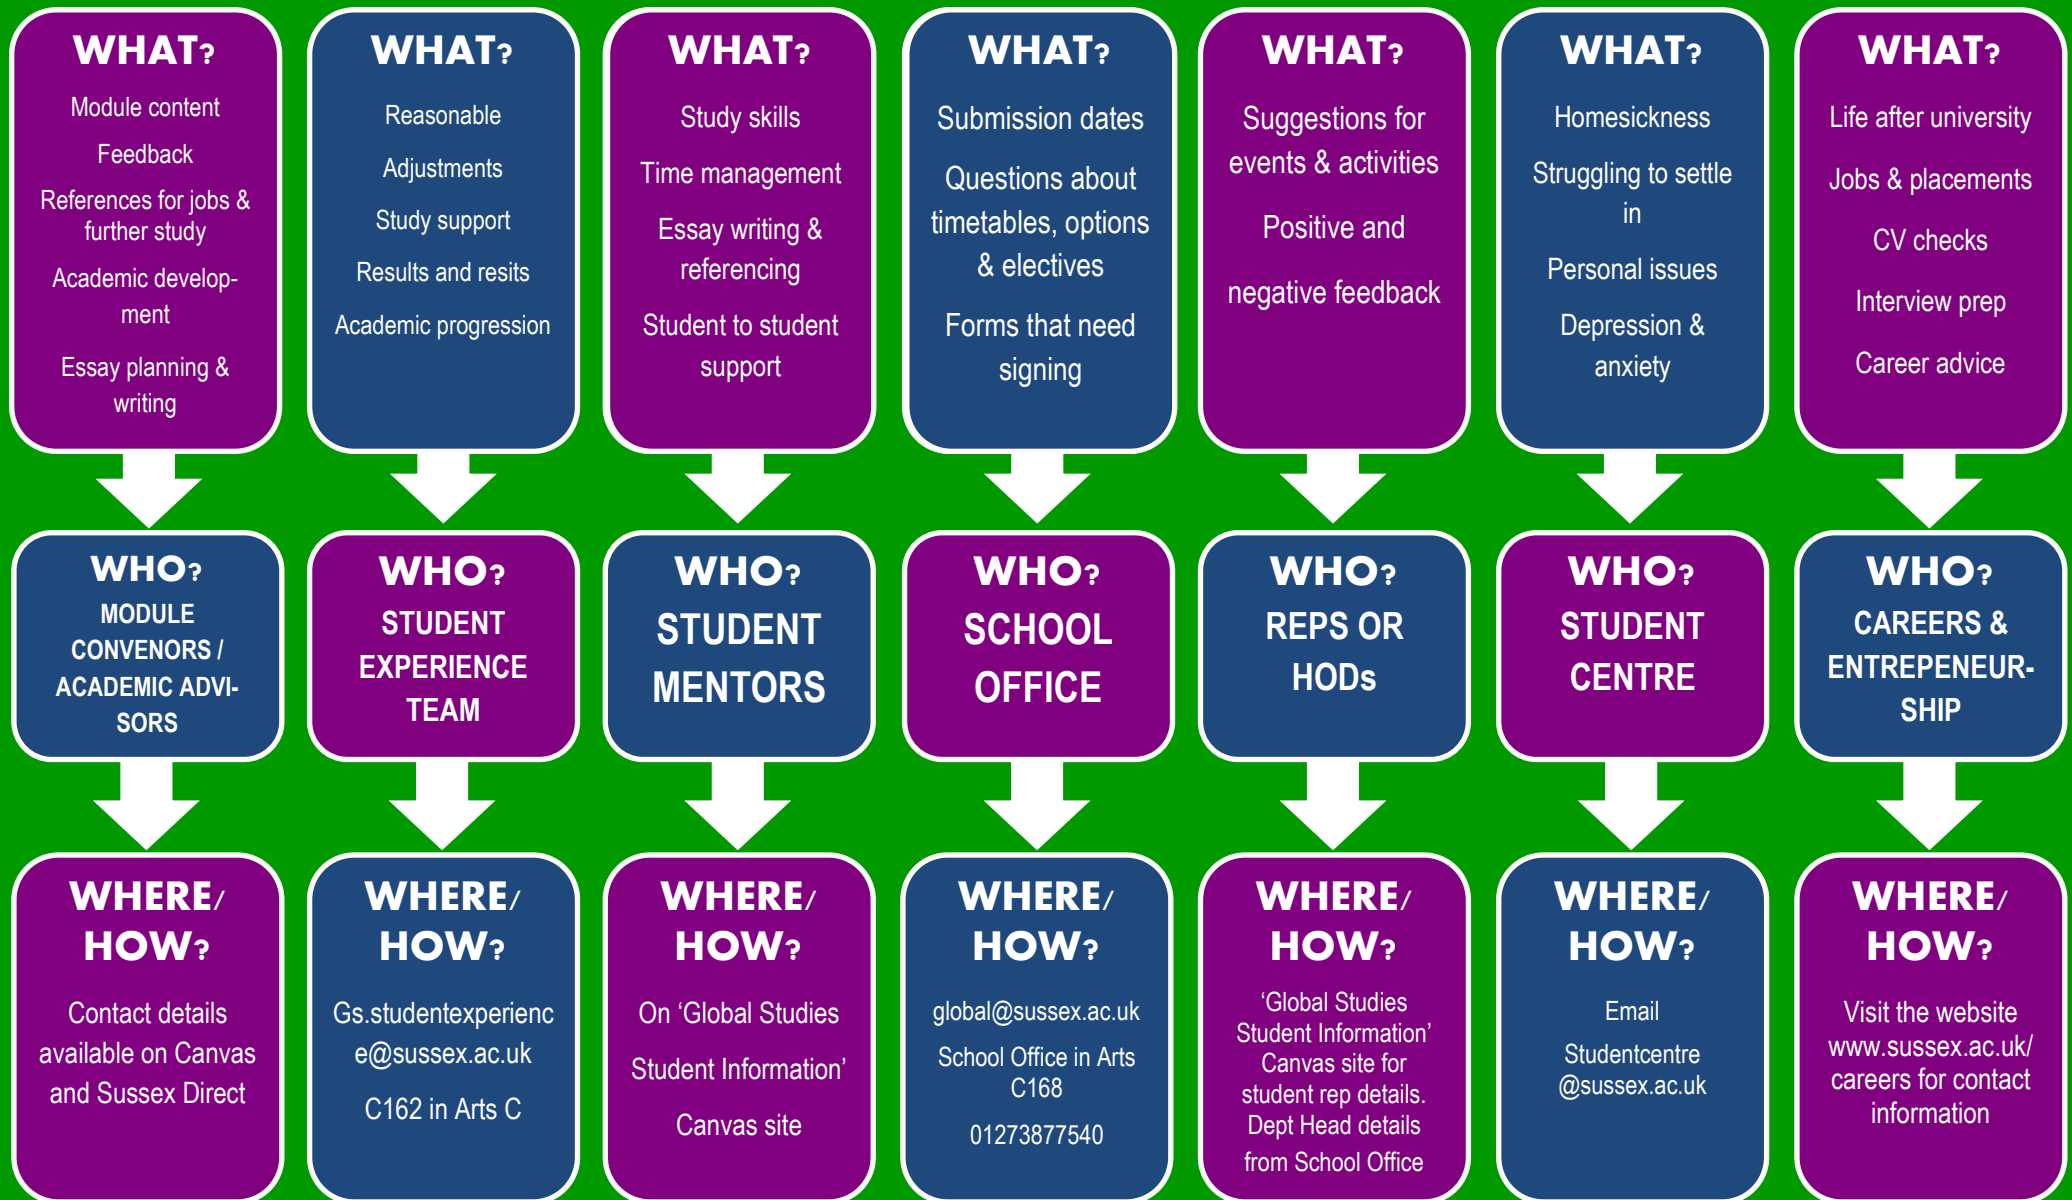 WHAT?
Module content
Feedback
References for jobs &
further study
Academic develop-
ment
Essay planning &
writing
WHO?
MODULE
CONVENORS /
ACADEMIC ADVI-
SORS
WHERE/
HOW?
Contact details
available on Canvas
and Sussex Direct
WHAT?
Reasonable
Adjustments
Study support
Results and resits
Academic progression
WHO?
STUDENT
EXPERIENCE
TEAM
WHERE/
HOW?
Gs.studentexperienc
e@sussex.ac.uk
C162 in Arts C
WHAT?
Study skills
Time management
Essay writing &
referencing
Student to student
support
WHO?
STUDENT
MENTORS
WHERE/
HOW?
On ‘Global Studies
Student Information’
Canvas site
WHAT?
Submission dates
Questions about
timetables, options
& electives
Forms that need
signing
WHO?
SCHOOL
OFFICE
WHERE/
HOW?
global@sussex.ac.uk
School Office in Arts
C168
01273877540
WHAT?
Suggestions for
events & activities
Positive and
negative feedback
WHO?
REPS OR
HODs
WHERE/
HOW?
‘Global Studies
Student Information’
Canvas site for
student rep details.
Dept Head details
from School Office
WHAT?
Homesickness
Struggling to settle
in
Personal issues
Depression &
anxiety
WHO?
STUDENT
CENTRE
WHERE/
HOW?
Email
Studentcentre
@sussex.ac.uk
WHAT?
Life after university
Jobs & placements
CV checks
Interview prep
Career advice
WHO?
CAREERS &
ENTREPENEUR-
SHIP
WHERE/
HOW?
Visit the website
www.sussex.ac.uk/
careers for contact
information